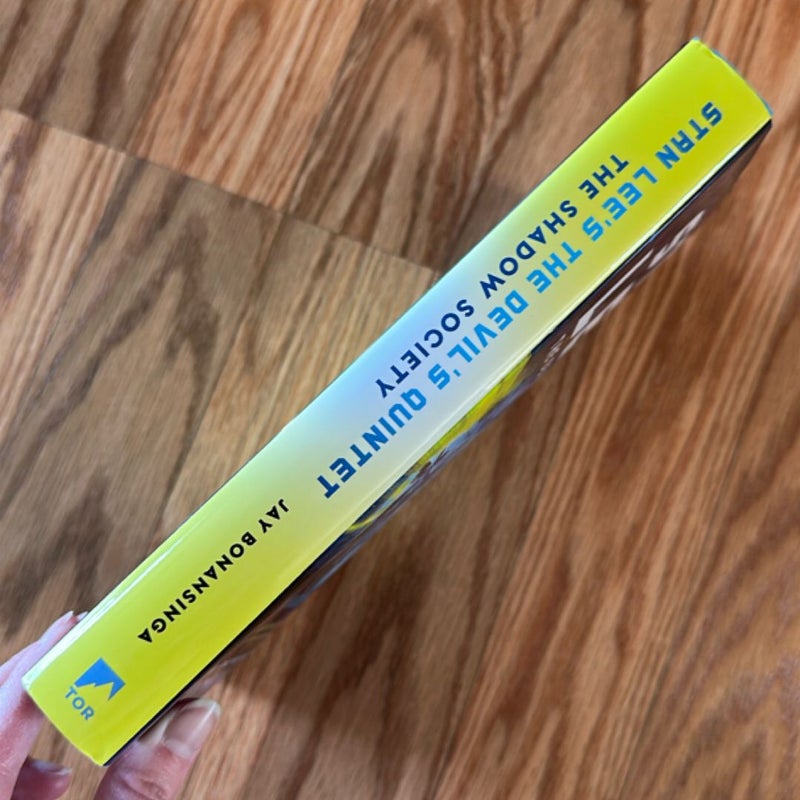 STAN LEE'S THE DEVIL'S QUINTET
THE SHADOW SOCIETY
JAY BONANSINGA
TOR